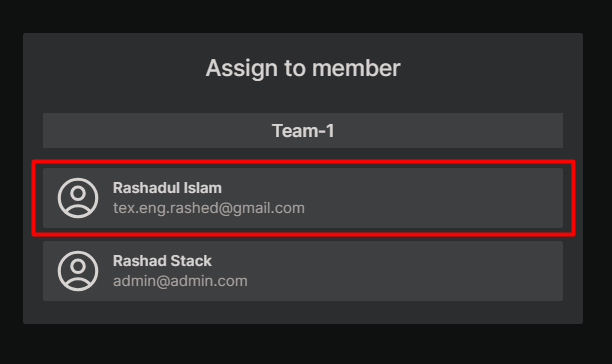 Assign to member
Team-1
Rashadul Islam
tex.eng.rashed@gmail.com
Rashad Stack
admin@admin.com